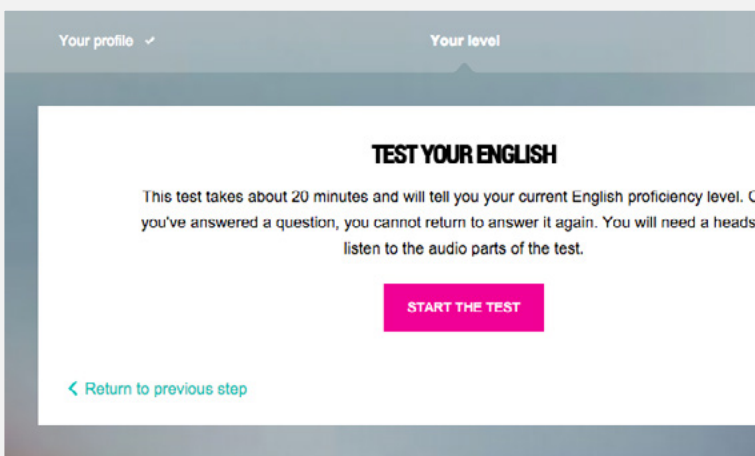 Your profile
Your level
TEST YOUR ENGLISH
This test takes about 20 minutes and will tell you your current English proficiency level.
you've answered a question, you cannot return to answer it again. You will need a
listen to the audio parts of the test.
START THE TEST
Return to previous step